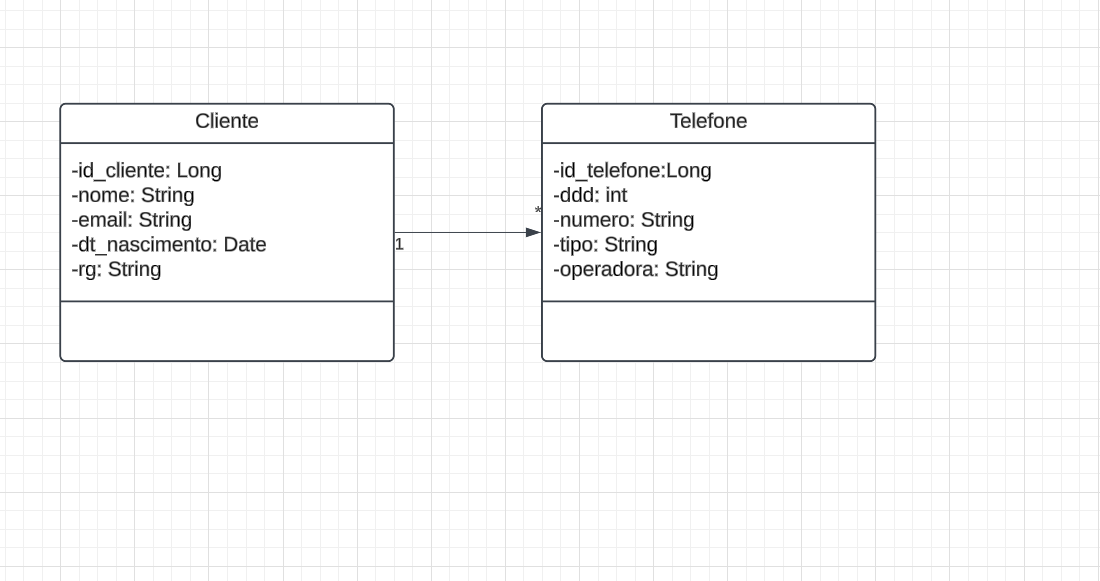 Cliente
-id_cliente: Long
-nome: String
-email: String
-dt_nascimento: Date
-rg: String
1
*
Telefone
-id_telefone:Long
-ddd: int
-numero: String
-tipo: String
-operadora: String